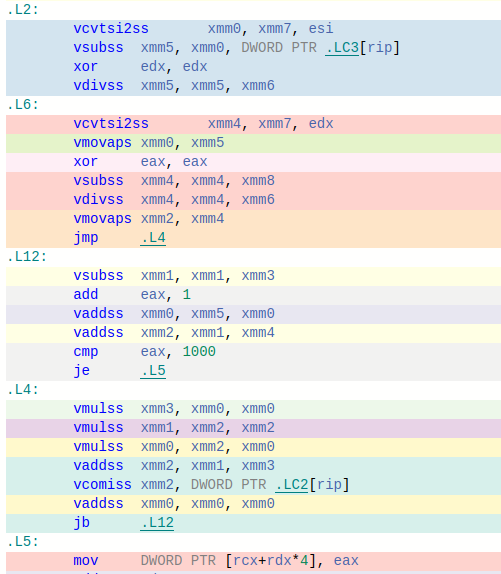 .L2:
vcvtsi2ss xmm0, xmm7, esi
vsubss xmm5, xmm0, DWORD PTR .LC3[rip]
xor edx, edx
vdivss xmm5, xmm5, xmm6
.L6:
vcvtsi2ss xmm4, xmm7, edx
vmovaps xmm0, xmm5
xor eax, eax
vsubss xmm4, xmm4, xmm8
vdivss xmm4, xmm4, xmm6
vmovaps xmm2, xmm4
jmp .L4
.L12:
vsubss xmm1, xmm1, xmm3
add eax, 1
vaddss xmm0, xmm5, xmm0
vaddss xmm2, xmm1, xmm4
cmp eax, 1000
je .L5
.L4:
vmulss xmm3, xmm0, xmm0
vmulss xmm1, xmm2, xmm2
vmulss xmm0, xmm2, xmm0
vaddss xmm2, xmm1, xmm3
vcomiss xmm2, DWORD PTR .LC2[rip]
vaddss xmm0, xmm0, xmm0
jb .L12
.L5:
mov DWORD PTR [rcx+rdx*4], eax